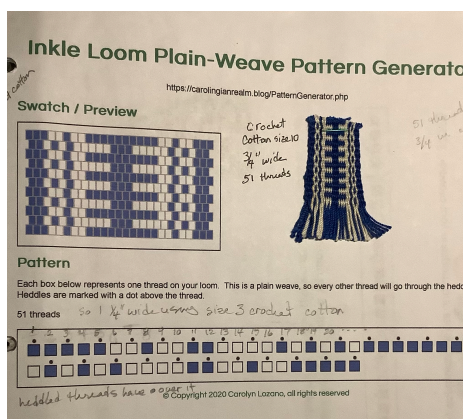 Inkle Loom Plain-Weave Pattern Generato
cotton
https://carolingianrealm.blog/PatternGenerator.php
Swatch / Preview
Crochet
Cotton size 10
3/4" wide
51 threads
51 threads
3/4
Pattern
Each box below represents one thread on your loom. This is a plain weave, so every other thread will go through the hedd
Heddles are marked with a dot above the thread.
51 threads
so 1 1/4" wide using size 3 crochet cotton
1 2 3 4 5 6 7 8 9 10 11 12 13 14 15 16 17 18 19 20 ...
heddled threads have a • over it
© Copyright 2020 Carolyn Lozano, all rights reserved